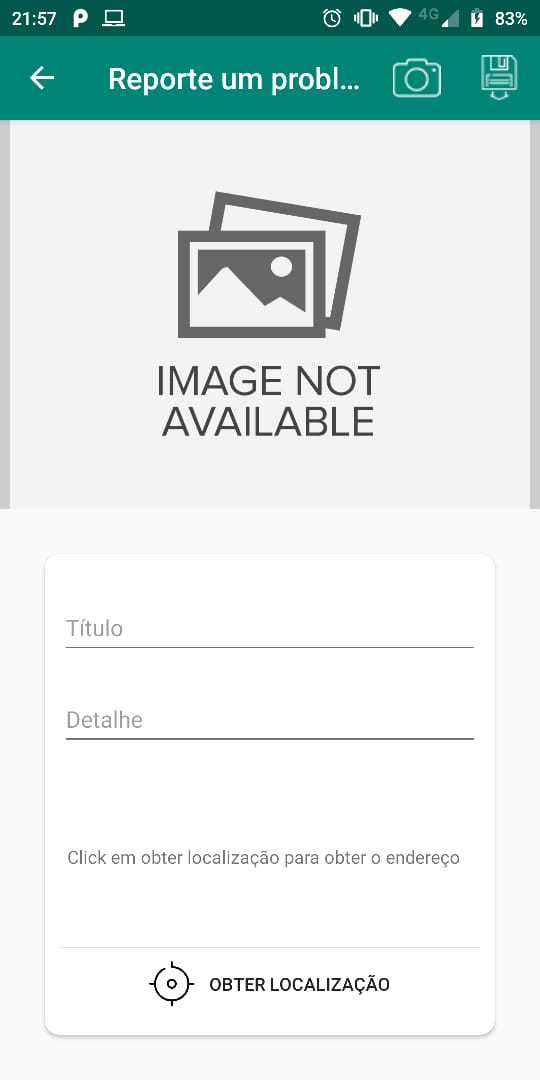 21:57
4G
83%
Reporte um probl...
IMAGE NOT
AVAILABLE
Título
Detalhe
Click em obter localização para obter o endereço
OBTER LOCALIZAÇÃO